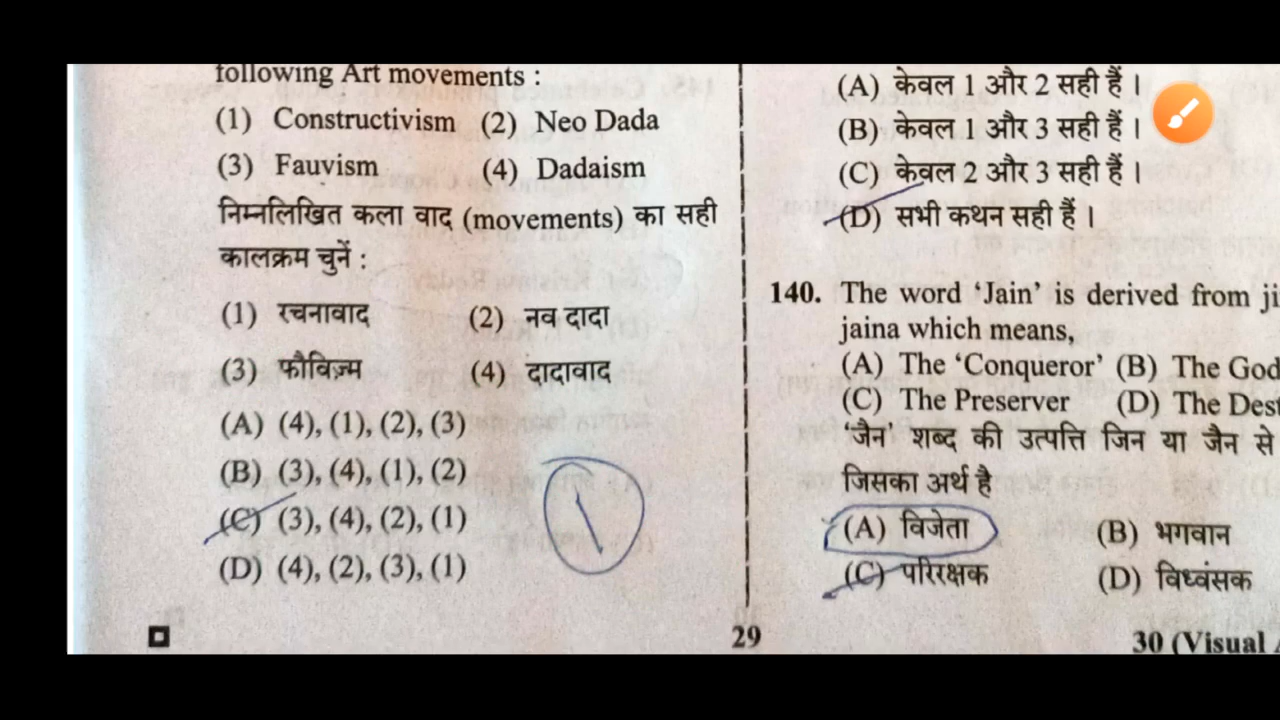 following Art movements :
(1) Constructivism (2) Neo Dada
(3) Fauvism (4) Dadaism
निम्नलिखित कला वाद (movements) का सही
कालक्रम चुनें :
(1) रचनावाद (2) नव दादा
(3) फौविज़्म (4) दादावाद
(A) (4), (1), (2), (3)
(B) (3), (4), (1), (2)
(C) (3), (4), (2), (1)
(D) (4), (2), (3), (1)
29
(A) केवल 1 और 2 सही हैं ।
(B) केवल 1 और 3 सही हैं ।
(C) केवल 2 और 3 सही हैं ।
(D) सभी कथन सही हैं ।
140. The word ‘Jain’ is derived from ji
jaina which means,
(A) The ‘Conqueror’ (B) The God
(C) The Preserver (D) The Dest
‘जैन’ शब्द की उत्पत्ति जिन या जैन से
जिसका अर्थ है
(A) विजेता (B) भगवान
(C) परिरक्षक (D) विध्वंसक
30 (Visual